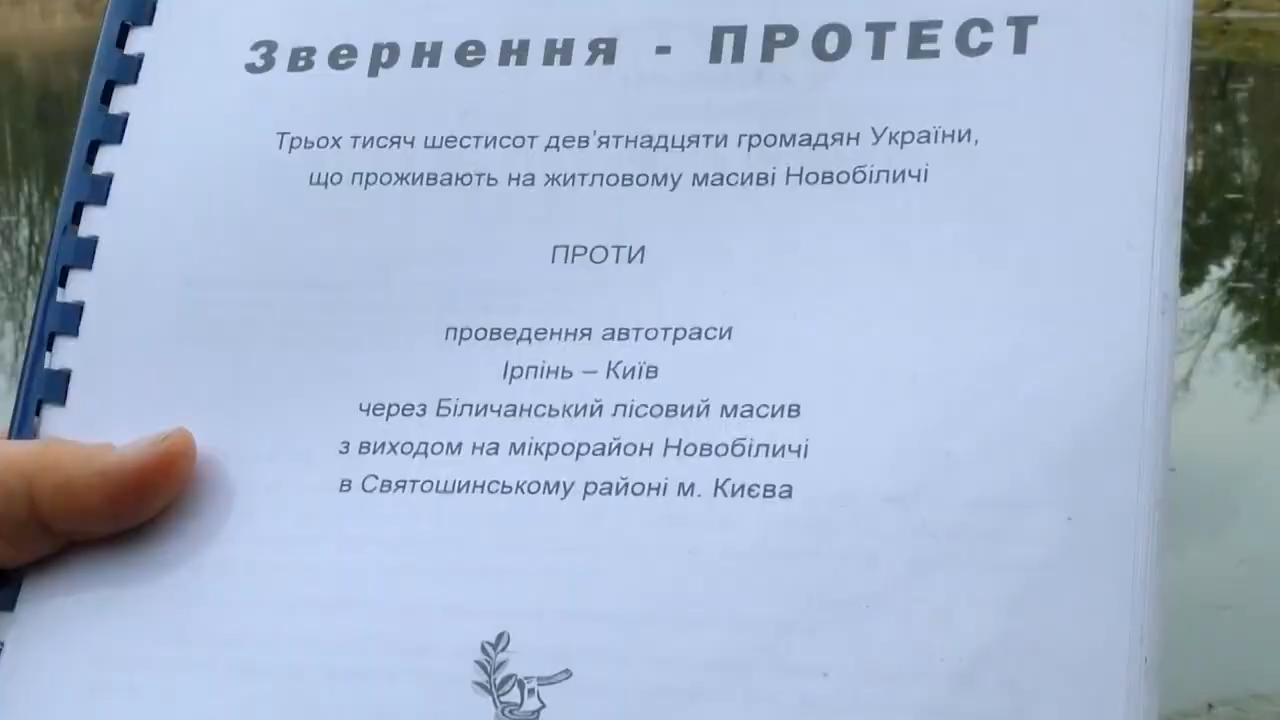 Звернення - ПРОТЕСТ
Трьох тисяч шестисот дев'ятнадцяти громадян України,
що проживають на житловому масиві Новобіличі
ПРОТИ
проведення автотраси
Ірпінь – Київ
через Біличанський лісовий масив
з виходом на мікрорайон Новобіличі
в Святошинському районі м. Києва